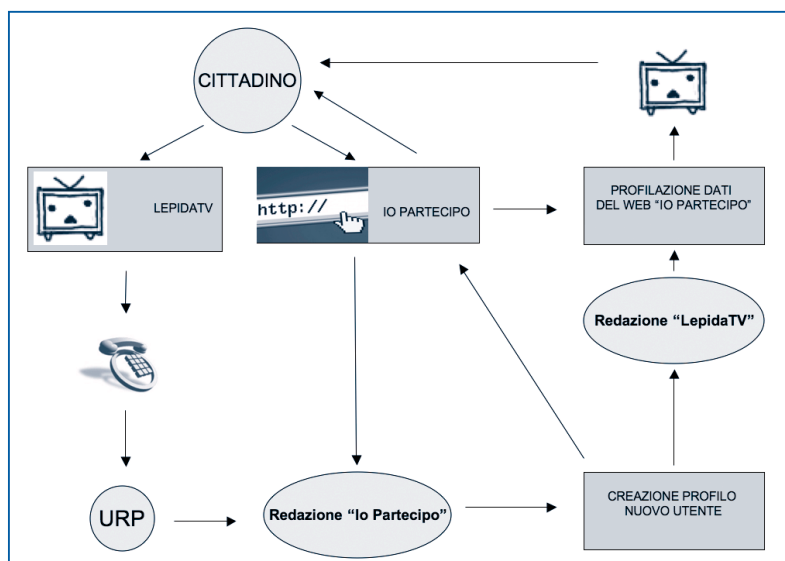 CITTADINO
LEPIDATV
http://
IO PARTECIPO
PROFILAZIONE DATI
DEL WEB “IO PARTECIPO”
Redazione “LepidaTV”
URP
Redazione “Io Partecipo”
CREAZIONE PROFILO
NUOVO UTENTE